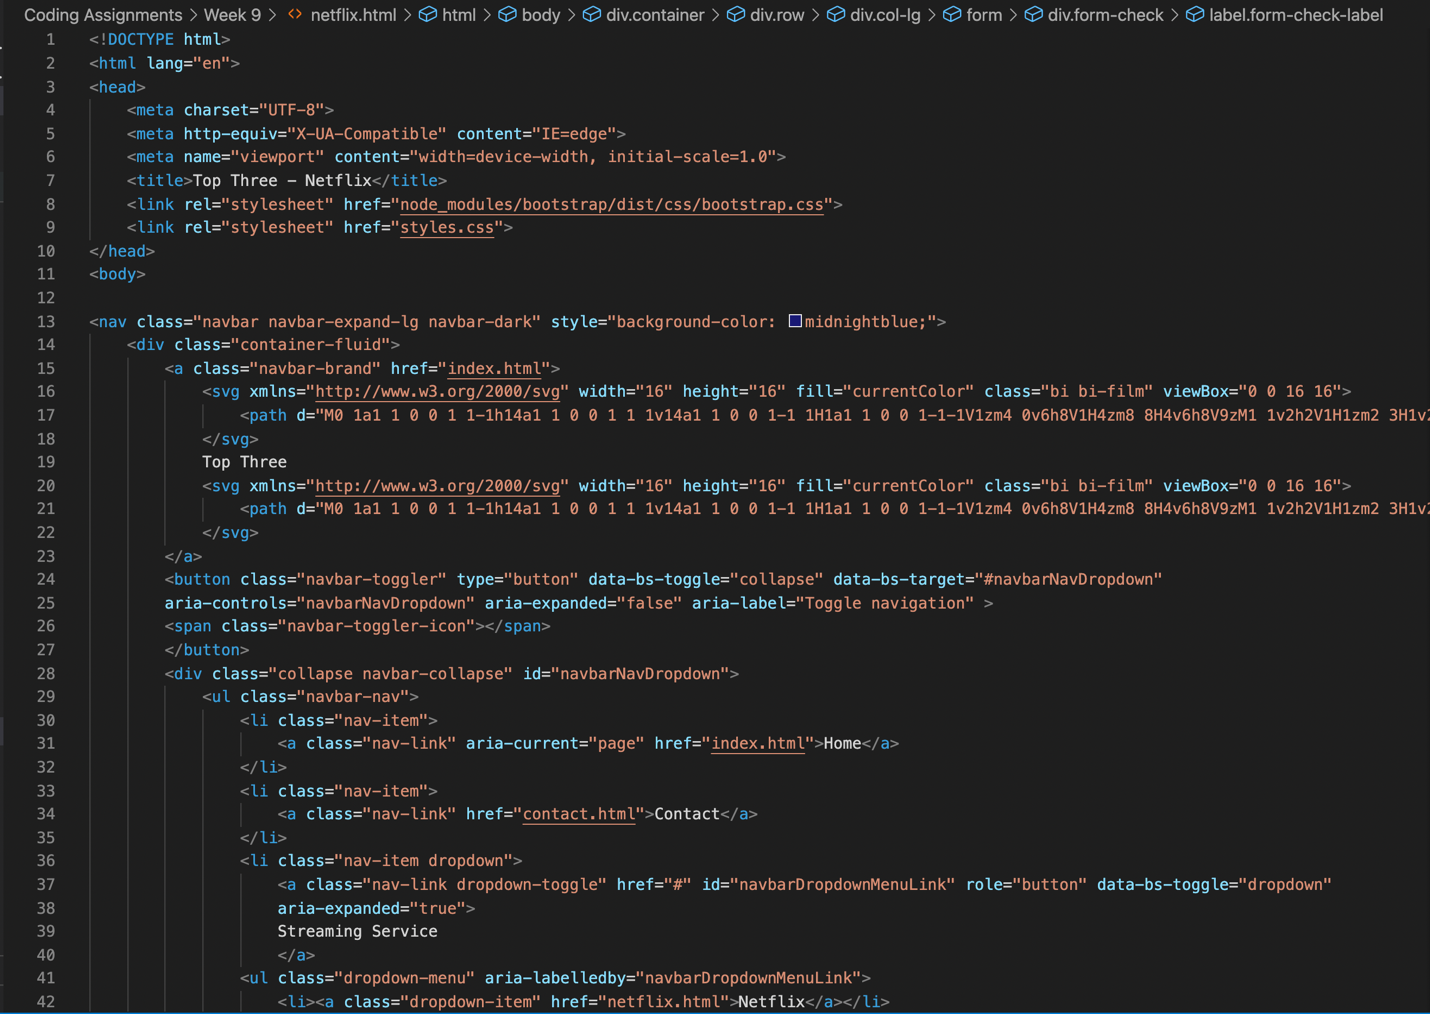 Coding Assignments > Week 9 > <> netflix.html > html > body > div.container > div.row > div.col-lg > form > div.form-check > label.form-check-label
1 <!DOCTYPE html>
2 <html lang="en">
3 <head>
4 <meta charset="UTF-8">
5 <meta http-equiv="X-UA-Compatible" content="IE=edge">
6 <meta name="viewport" content="width=device-width, initial-scale=1.0">
7 <title>Top Three – Netflix</title>
8 <link rel="stylesheet" href="node_modules/bootstrap/dist/css/bootstrap.css">
9 <link rel="stylesheet" href="styles.css">
10 </head>
11 <body>
12
13 <nav class="navbar navbar-expand-lg navbar-dark" style="background-color: midnightblue;">
14 <div class="container-fluid">
15 <a class="navbar-brand" href="index.html">
16 <svg xmlns="http://www.w3.org/2000/svg" width="16" height="16" fill="currentColor" class="bi bi-film" viewBox="0 0 16 16">
17 <path d="M0 1a1 1 0 0 1 1-1h14a1 1 0 0 1 1 1v14a1 1 0 0 1-1 1H1a1 1 0 0 1-1-1V1zm4 0v6h8V1H4zm8 8H4v6h8V9zM1 1v2h2V1H1zm2 3H1v2
18 </svg>
19 Top Three
20 <svg xmlns="http://www.w3.org/2000/svg" width="16" height="16" fill="currentColor" class="bi bi-film" viewBox="0 0 16 16">
21 <path d="M0 1a1 1 0 0 1 1-1h14a1 1 0 0 1 1 1v14a1 1 0 0 1-1 1H1a1 1 0 0 1-1-1V1zm4 0v6h8V1H4zm8 8H4v6h8V9zM1 1v2h2V1H1zm2 3H1v2
22 </svg>
23 </a>
24 <button class="navbar-toggler" type="button" data-bs-toggle="collapse" data-bs-target="#navbarNavDropdown"
25 aria-controls="navbarNavDropdown" aria-expanded="false" aria-label="Toggle navigation" >
26 <span class="navbar-toggler-icon"></span>
27 </button>
28 <div class="collapse navbar-collapse" id="navbarNavDropdown">
29 <ul class="navbar-nav">
30 <li class="nav-item">
31 <a class="nav-link" aria-current="page" href="index.html">Home</a>
32 </li>
33 <li class="nav-item">
34 <a class="nav-link" href="contact.html">Contact</a>
35 </li>
36 <li class="nav-item dropdown">
37 <a class="nav-link dropdown-toggle" href="#" id="navbarDropdownMenuLink" role="button" data-bs-toggle="dropdown"
38 aria-expanded="true">
39 Streaming Service
40 </a>
41 <ul class="dropdown-menu" aria-labelledby="navbarDropdownMenuLink">
42 <li><a class="dropdown-item" href="netflix.html">Netflix</a></li>